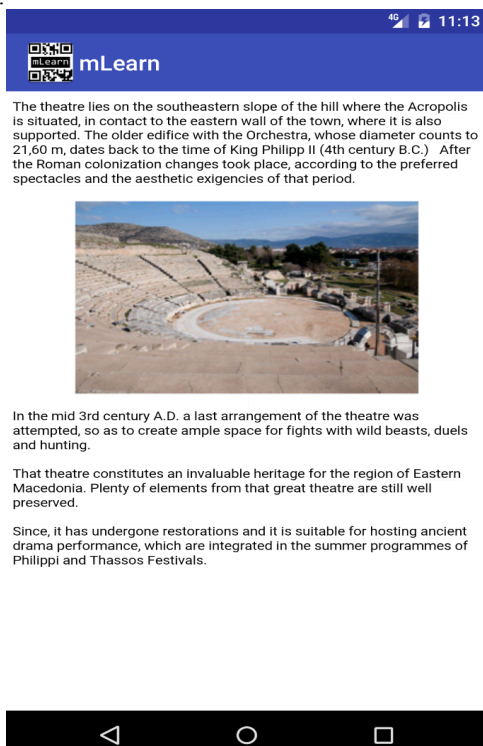 4G 11:13
mLearn mLearn
The theatre lies on the southeastern slope of the hill where the Acropolis
is situated, in contact to the eastern wall of the town, where it is also
supported. The older edifice with the Orchestra, whose diameter counts to
21,60 m, dates back to the time of King Philipp II (4th century B.C.)   After
the Roman colonization changes took place, according to the preferred
spectacles and the aesthetic exigencies of that period.
In the mid 3rd century A.D. a last arrangement of the theatre was
attempted, so as to create ample space for fights with wild beasts, duels
and hunting.
That theatre constitutes an invaluable heritage for the region of Eastern
Macedonia. Plenty of elements from that great theatre are still well
preserved.
Since, it has undergone restorations and it is suitable for hosting ancient
drama performance, which are integrated in the summer programmes of
Philippi and Thassos Festivals.